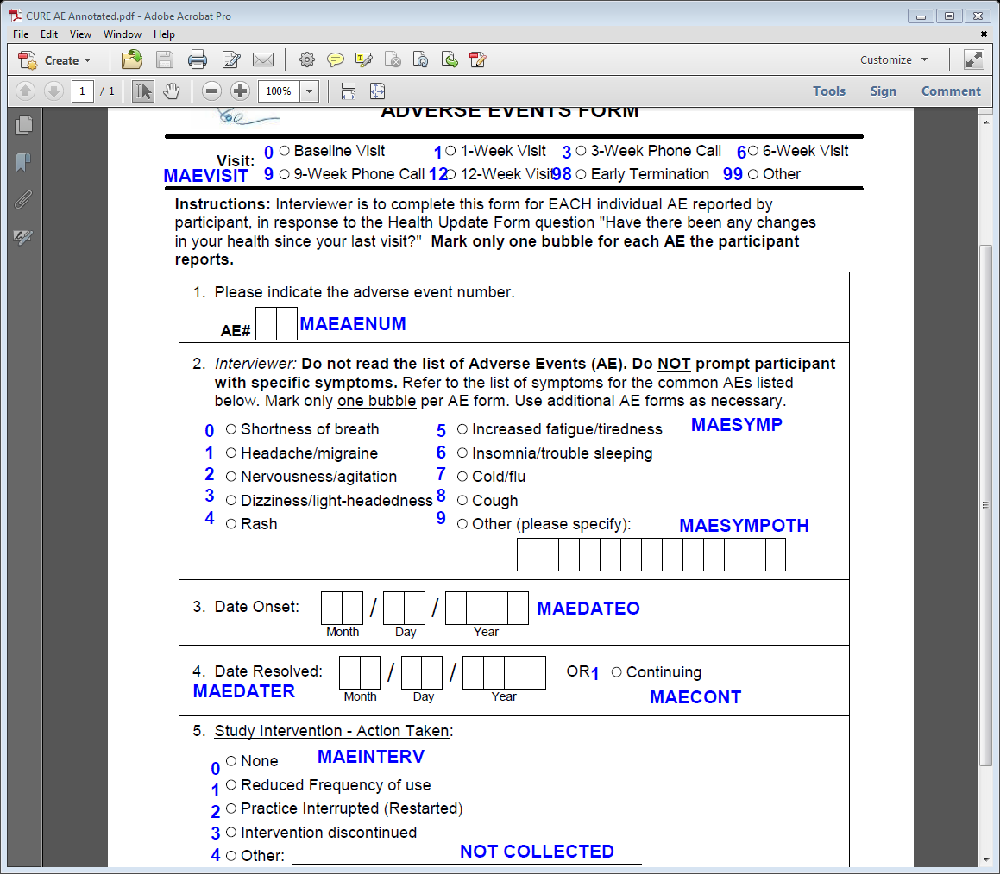 CURE AE Annotated.pdf - Adobe Acrobat Pro
File Edit View Window Help
Create Customize
1 / 1 100% Tools Sign Comment
ADVERSE EVENTS FORM
Visit: 0 Baseline Visit 1 1-Week Visit 3 3-Week Phone Call 6 6-Week Visit
MAEVISIT 9 9-Week Phone Call 12 12-Week Visit 98 Early Termination 99 Other
Instructions: Interviewer is to complete this form for EACH individual AE reported by
participant, in response to the Health Update Form question "Have there been any changes
in your health since your last visit?" Mark only one bubble for each AE the participant
reports.
1. Please indicate the adverse event number.
AE# MAEAENUM
2. Interviewer: Do not read the list of Adverse Events (AE). Do NOT prompt participant
with specific symptoms. Refer to the list of symptoms for the common AEs listed
below. Mark only one bubble per AE form. Use additional AE forms as necessary.
0 Shortness of breath 5 Increased fatigue/tiredness MAESYMP
1 Headache/migraine 6 Insomnia/trouble sleeping
2 Nervousness/agitation 7 Cold/flu
3 Dizziness/light-headedness 8 Cough
4 Rash 9 Other (please specify): MAESYMPOTH
3. Date Onset: / / MAEDATEO
Month Day Year
4. Date Resolved: / / OR 1 Continuing
MAEDATER Month Day Year MAECONT
5. Study Intervention - Action Taken:
0 None MAEINTERV
1 Reduced Frequency of use
2 Practice Interrupted (Restarted)
3 Intervention discontinued
4 Other: NOT COLLECTED